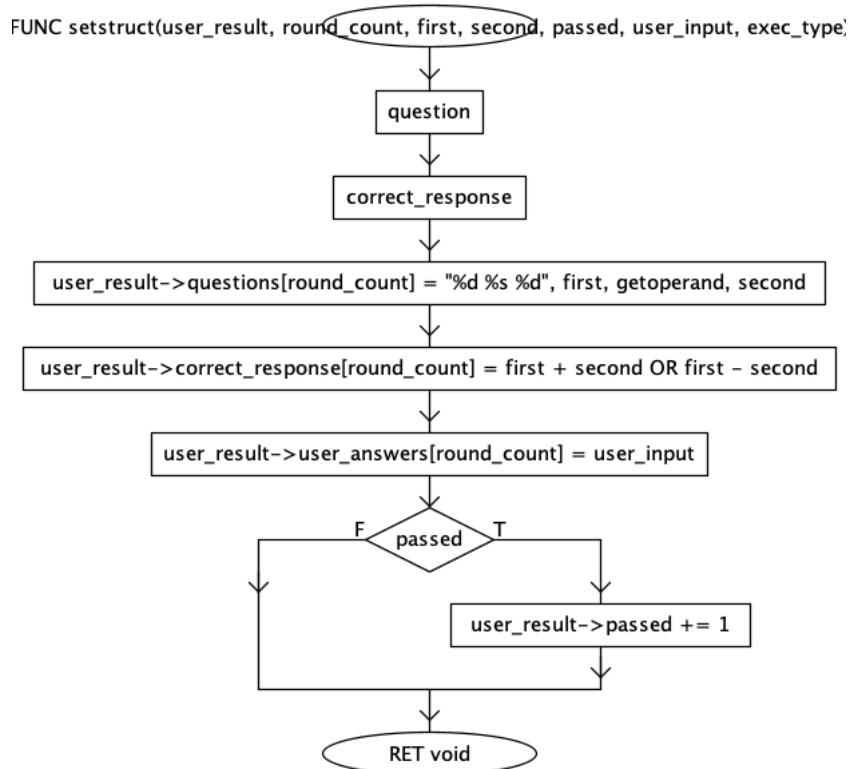 FUNC setstruct(user_result, round_count, first, second, passed, user_input, exec_type)
question
correct_response
user_result->questions[round_count] = "%d %s %d", first, getoperand, second
user_result->correct_response[round_count] = first + second OR first - second
user_result->user_answers[round_count] = user_input
F
passed
T
user_result->passed += 1
RET void